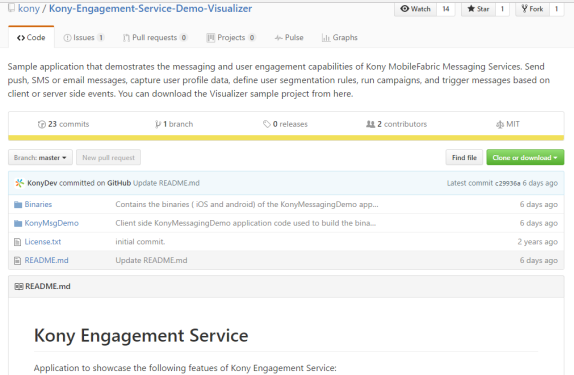 kony / Kony-Engagement-Service-Demo-Visualizer Watch 14 Star 1 Fork 1
Code Issues 1 Pull requests 0 Projects 0 Pulse Graphs
Sample application that demostrates the messaging and user engagement capabilities of Kony MobileFabric Messaging Services. Send
push, SMS or email messages, capture user profile data, define user segmentation rules, run campaigns, and trigger messages based on
client or server side events. You can download the Visualizer sample project from here.
23 commits 1 branch 0 releases 2 contributors MIT
Branch: master New pull request Find file Clone or download
KonyDev committed on GitHub Update README.md Latest commit c29936a 6 days ago
Binaries Contains the binaries ( iOS and android) of the KonyMessagingDemo app... 6 days ago
KonyMsgDemo Client side KonyMessagingDemo application code used to build the bina... 6 days ago
License.txt initial commit. 2 years ago
README.md Update README.md 6 days ago
README.md
Kony Engagement Service
Application to showcase the following featues of Kony Engagement Service: